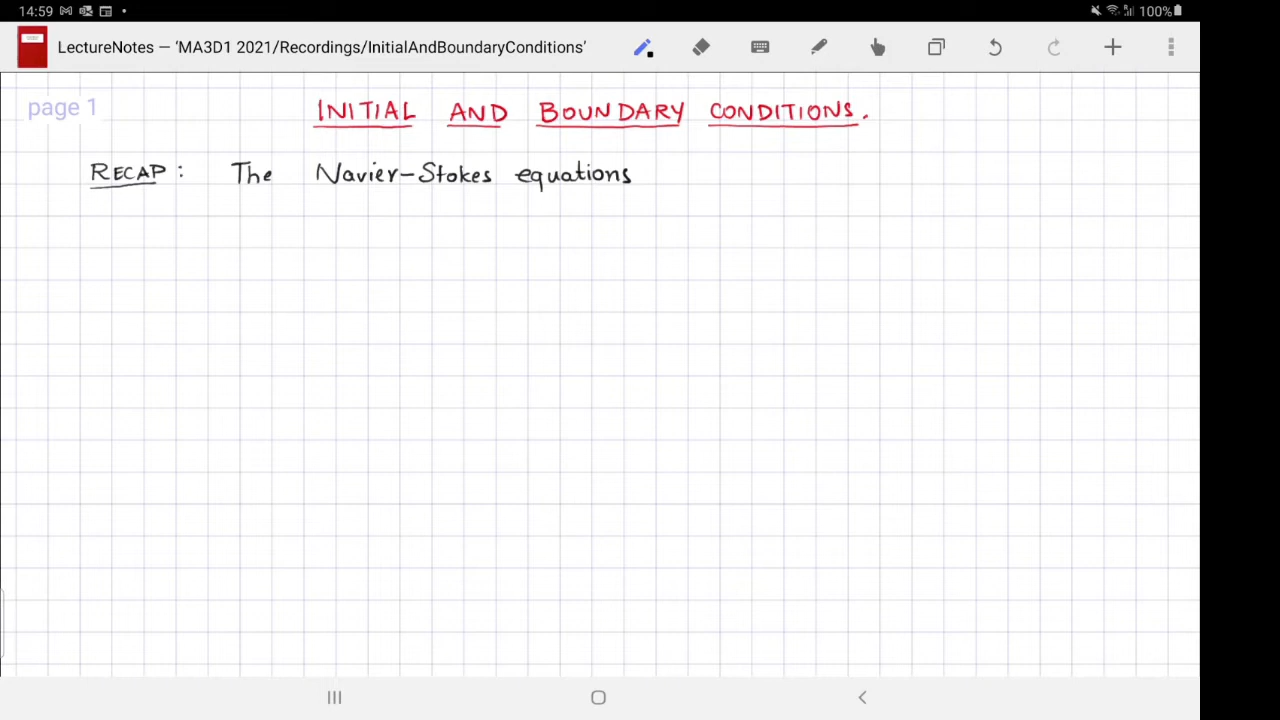 14:59 100%
LectureNotes — ‘MA3D1 2021/Recordings/InitialAndBoundaryConditions’
page 1
INITIAL AND BOUNDARY CONDITIONS.
RECAP: The Navier-Stokes equations